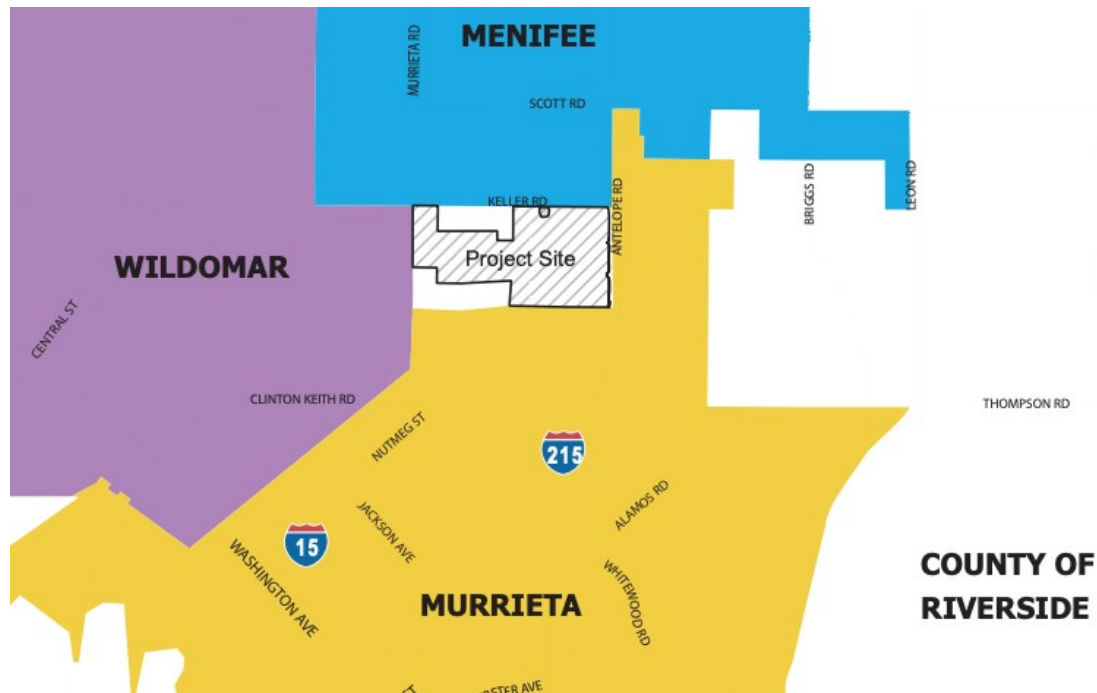 MENIFEE
MURRIETA RD
SCOTT RD
KELLER RD
ANTELOPE RD
BRIGGS RD
LEON RD
Project Site
WILDOMAR
CENTRAL ST
CLINTON KEITH RD
THOMPSON RD
NUTMEG ST
215
ALAMOS RD
JACKSON AVE
15
WASHINGTON AVE
WHITEWOOD RD
COUNTY OF
RIVERSIDE
MURRIETA
AVE